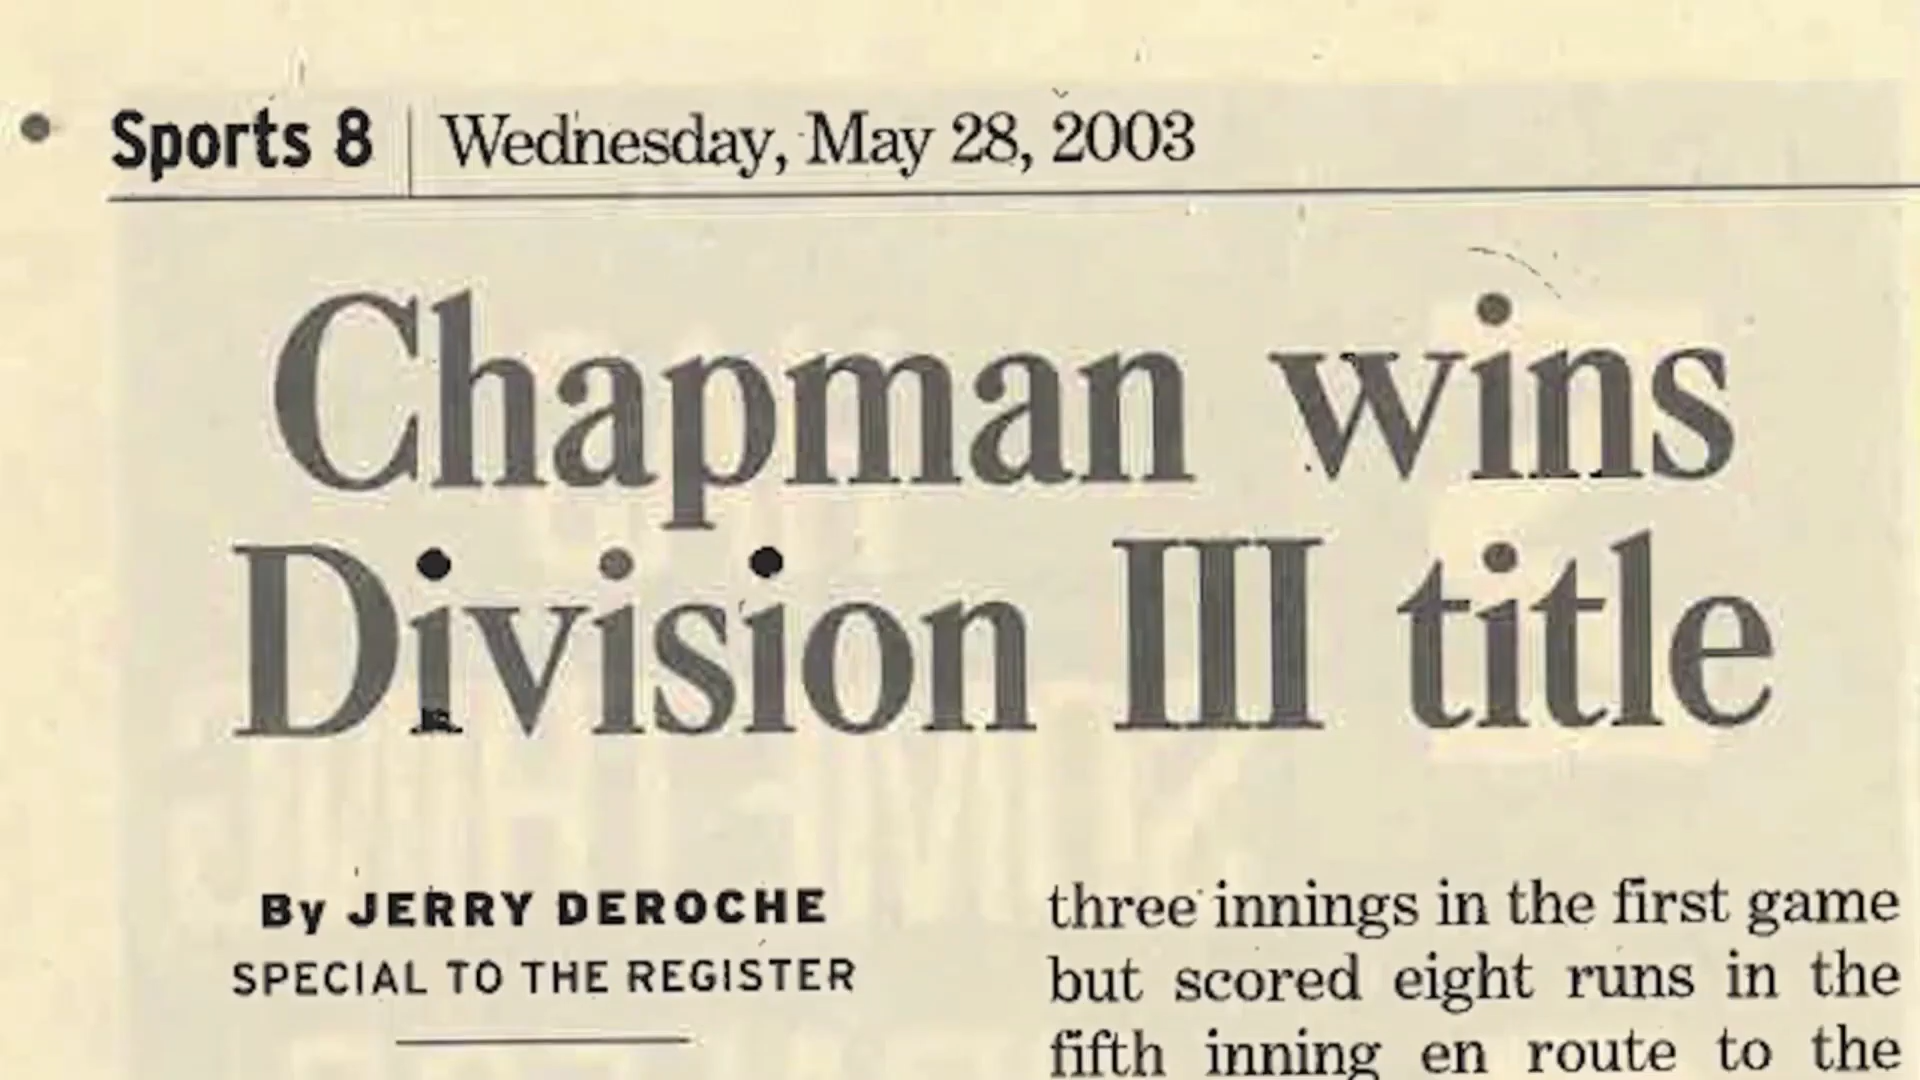 Sports 8 | Wednesday, May 28, 2003
Chapman wins
Division III title
By JERRY DEROCHE
SPECIAL TO THE REGISTER
three innings in the first game
but scored eight runs in the
fifth inning en route to the